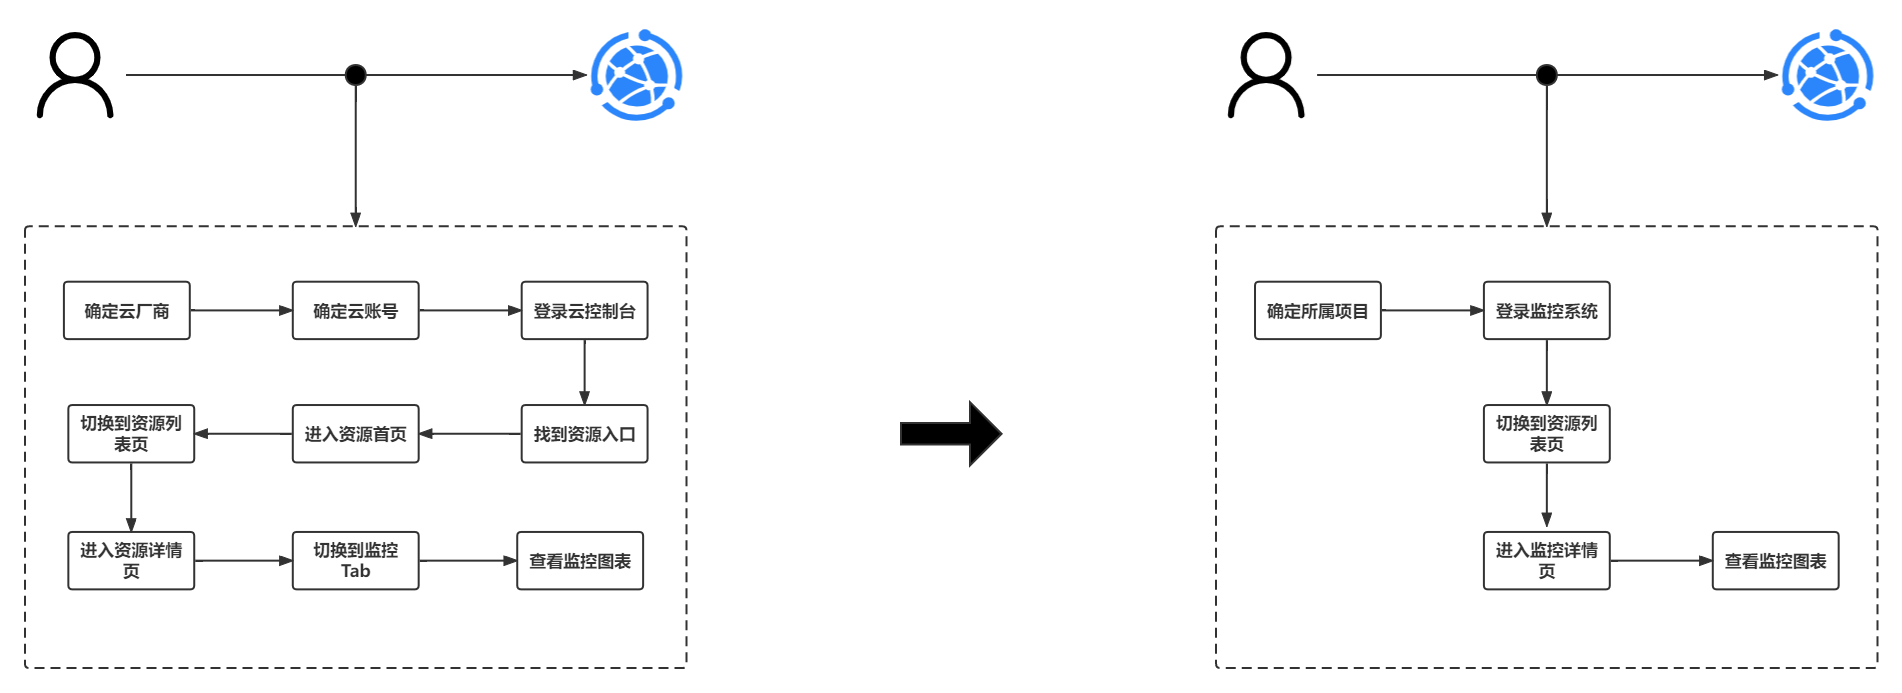 确定云厂商
确定云账号
登录云控制台
切换到资源列
表页
进入资源首页
找到资源入口
进入资源详情
页
切换到监控
Tab
查看监控图表
确定所属项目
登录监控系统
切换到资源列
表页
进入监控详情
页
查看监控图表